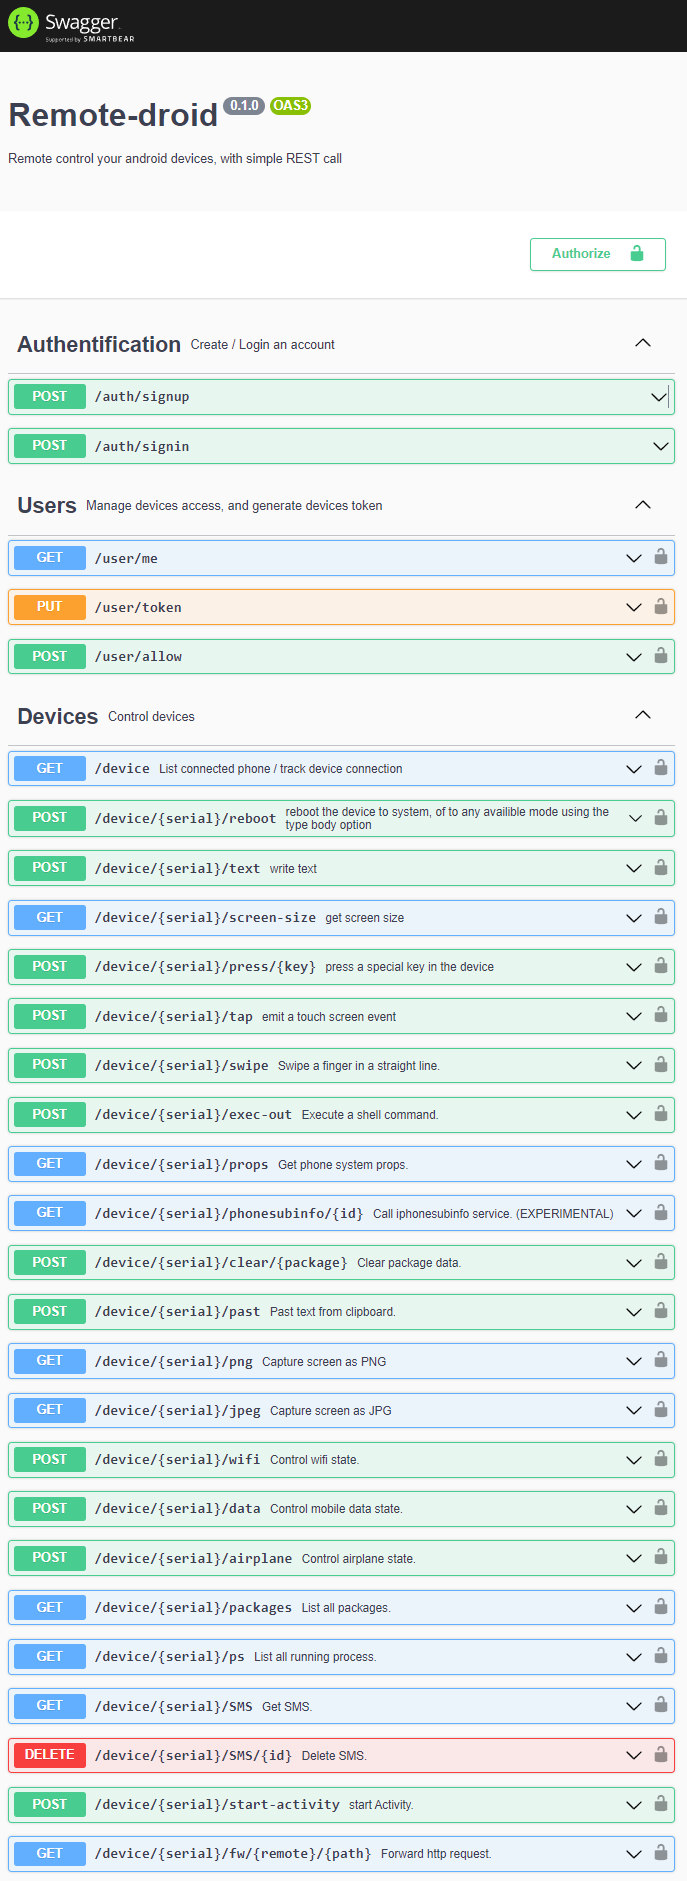 {···} Swagger.
Supported by SMARTBEAR
Remote-droid 0.1.0 OAS3
Remote control your android devices, with simple REST call
Authorize
Authentification Create / Login an account
POST /auth/signup
POST /auth/signin
Users Manage devices access, and generate devices token
GET /user/me
PUT /user/token
POST /user/allow
Devices Control devices
GET /device List connected phone / track device connection
POST /device/{serial}/reboot reboot the device to system, of to any availible mode using the
type body option
POST /device/{serial}/text write text
GET /device/{serial}/screen-size get screen size
POST /device/{serial}/press/{key} press a special key in the device
POST /device/{serial}/tap emit a touch screen event
POST /device/{serial}/swipe Swipe a finger in a straight line.
POST /device/{serial}/exec-out Execute a shell command.
GET /device/{serial}/props Get phone system props.
GET /device/{serial}/phonesubinfo/{id} Call iphonesubinfo service. (EXPERIMENTAL)
POST /device/{serial}/clear/{package} Clear package data.
POST /device/{serial}/past Past text from clipboard.
GET /device/{serial}/png Capture screen as PNG
GET /device/{serial}/jpeg Capture screen as JPG
POST /device/{serial}/wifi Control wifi state.
POST /device/{serial}/data Control mobile data state.
POST /device/{serial}/airplane Control airplane state.
GET /device/{serial}/packages List all packages.
GET /device/{serial}/ps List all running process.
GET /device/{serial}/SMS Get SMS.
DELETE /device/{serial}/SMS/{id} Delete SMS.
POST /device/{serial}/start-activity start Activity.
GET /device/{serial}/fw/{remote}/{path} Forward http request.